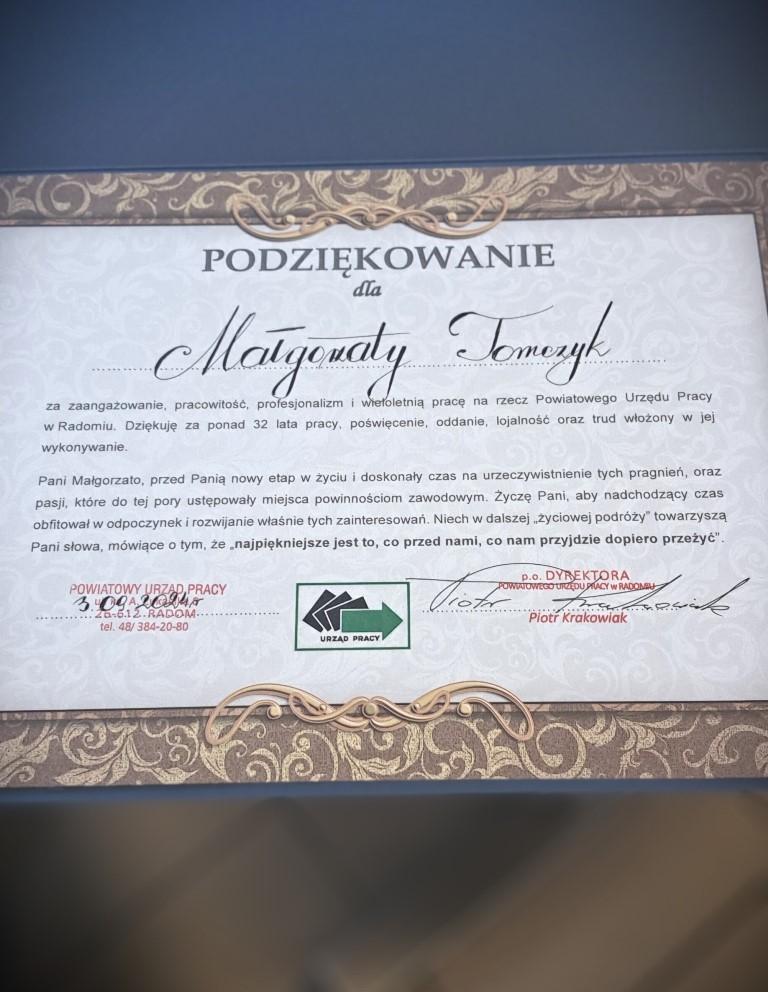 PODZIĘKOWANIE
dla
Małgorzaty Tomczyk
za zaangażowanie, pracowitość, profesjonalizm i wieloletnią pracę na rzecz Powiatowego Urzędu Pracy
w Radomiu. Dziękuję za ponad 32 lata pracy, poświęcenie, oddanie, lojalność oraz trud włożony w jej
wykonywanie.
Pani Małgorzato, przed Panią nowy etap w życiu i doskonały czas na urzeczywistnienie tych pragnień, oraz
pasji, które do tej pory ustępowały miejsca powinnościom zawodowym. Życzę Pani, aby nadchodzący czas
obfitował w odpoczynek i rozwijanie właśnie tych zainteresowań. Niech w dalszej „życiowej podróży” towarzyszą
Pani słowa, mówiące o tym, że „najpiękniejsze jest to, co przed nami, co nam przyjdzie dopiero przeżyć”.
POWIATOWY URZĄD PRACY
3.09.2024r
26-612 RADOM
tel. 48/ 384-20-80
URZĄD PRACY
p.o. DYREKTORA
POWIATOWEGO URZĘDU PRACY w RADOMIU
Piotr Krakowiak
Piotr Krakowiak